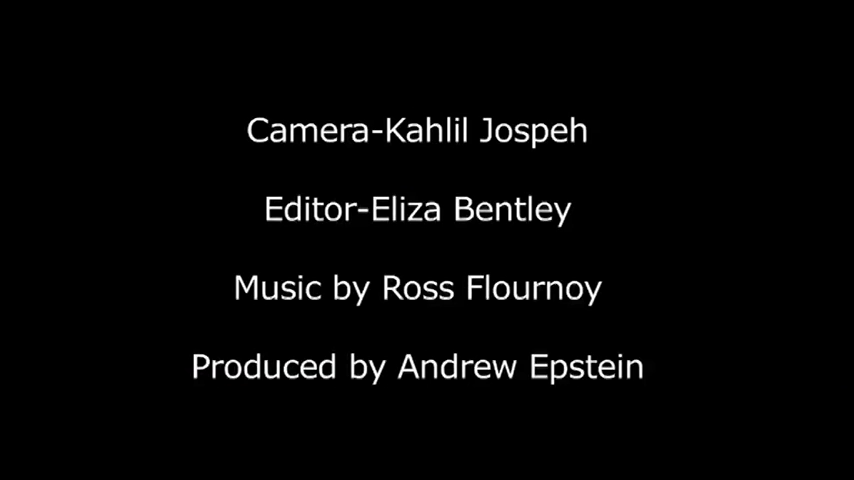 Camera-Kahlil Jospeh
Editor-Eliza Bentley
Music by Ross Flournoy
Produced by Andrew Epstein